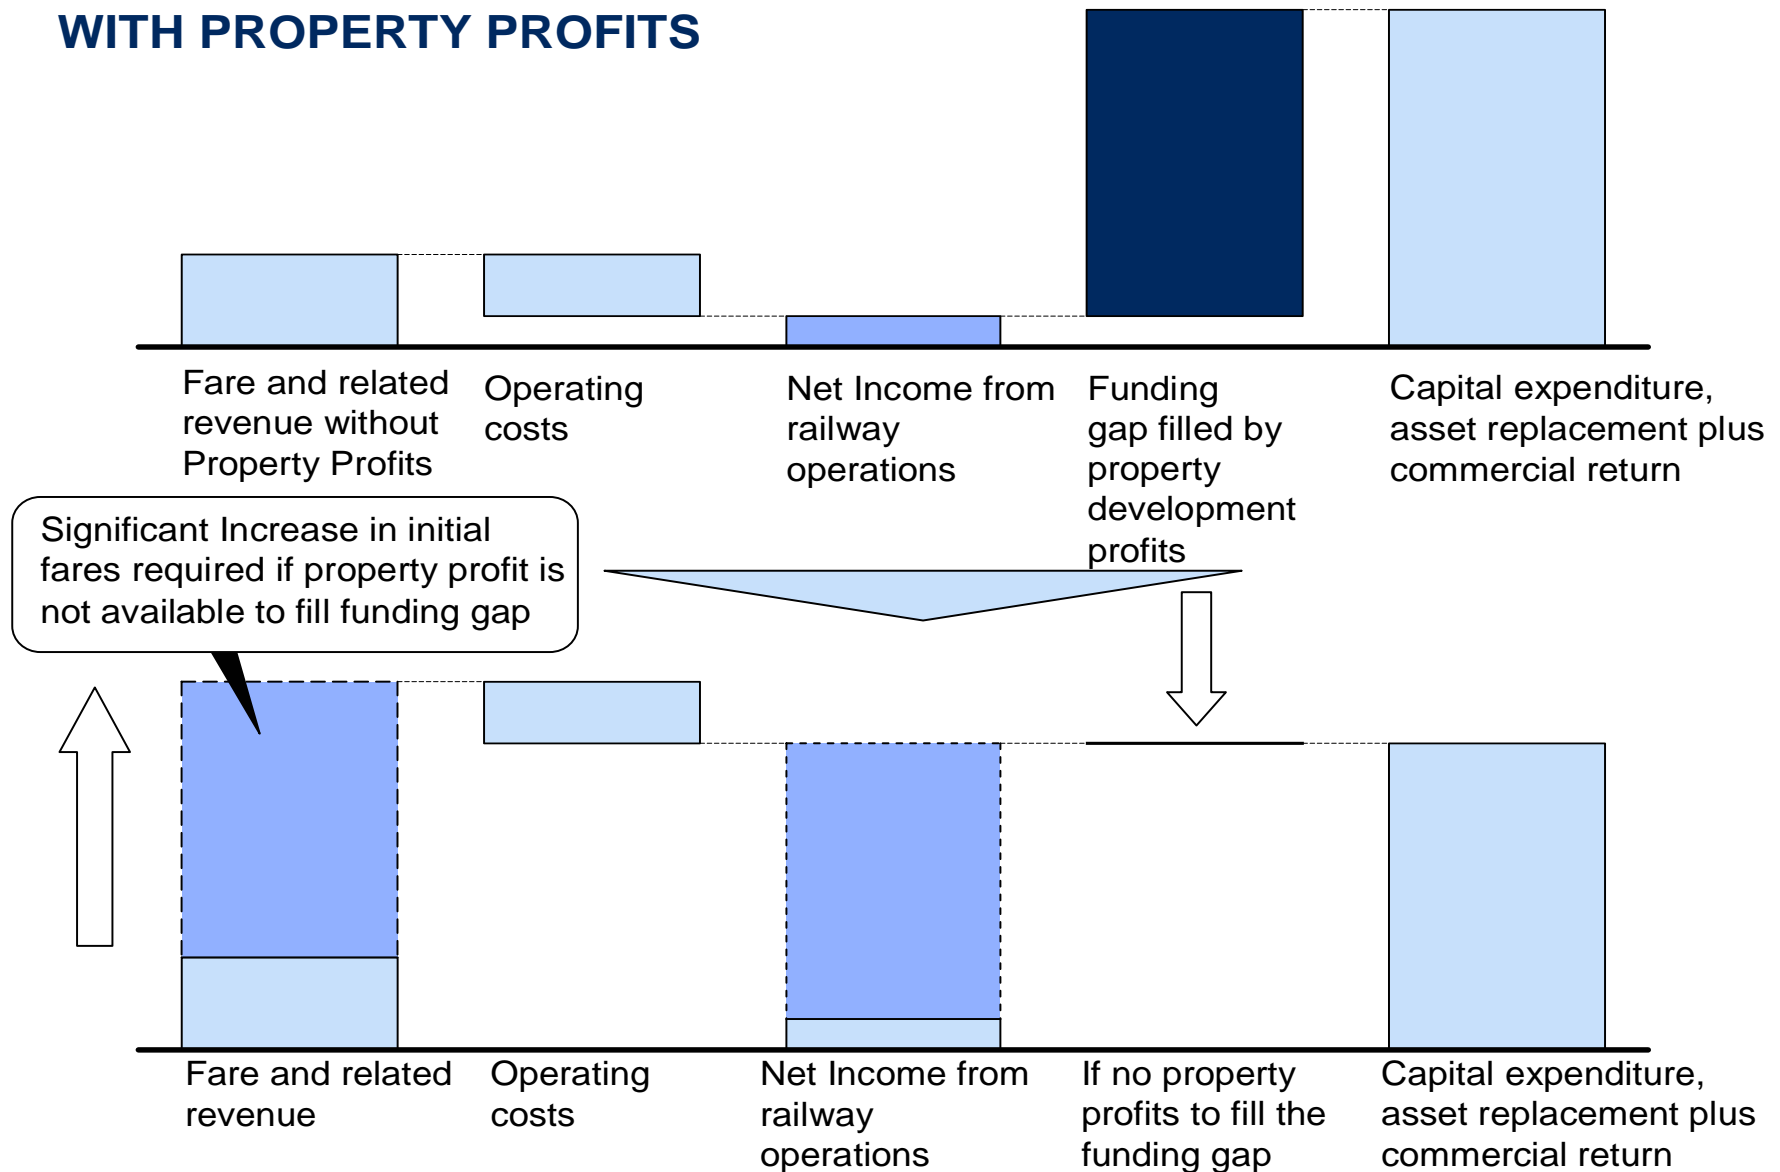 WITH PROPERTY PROFITS
Fare and related
revenue without
Property Profits
Operating
costs
Net Income from
railway
operations
Funding
gap filled by
property
development
profits
Capital expenditure,
asset replacement plus
commercial return
Significant Increase in initial
fares required if property profit is
not available to fill funding gap
Fare and related
revenue
Operating
costs
Net Income from
railway
operations
If no property
profits to fill the
funding gap
Capital expenditure,
asset replacement plus
commercial return